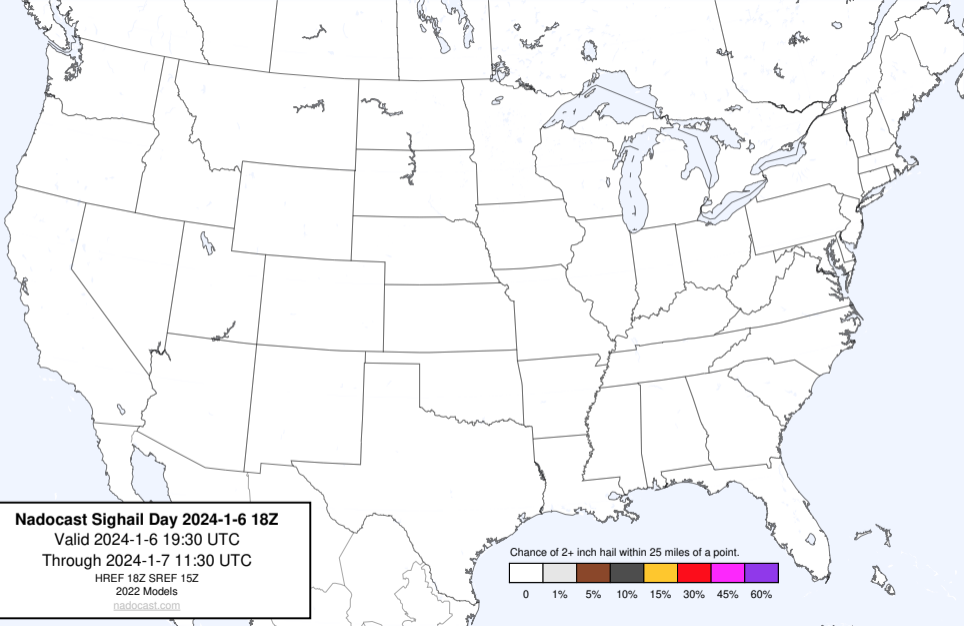 Nadocast Sighail Day 2024-1-6 18Z
Valid 2024-1-6 19:30 UTC
Through 2024-1-7 11:30 UTC
HREF 18Z SREF 15Z
2022 Models
nadocast.com
Chance of 2+ inch hail within 25 miles of a point.
0 1% 5% 10% 15% 30% 45% 60%